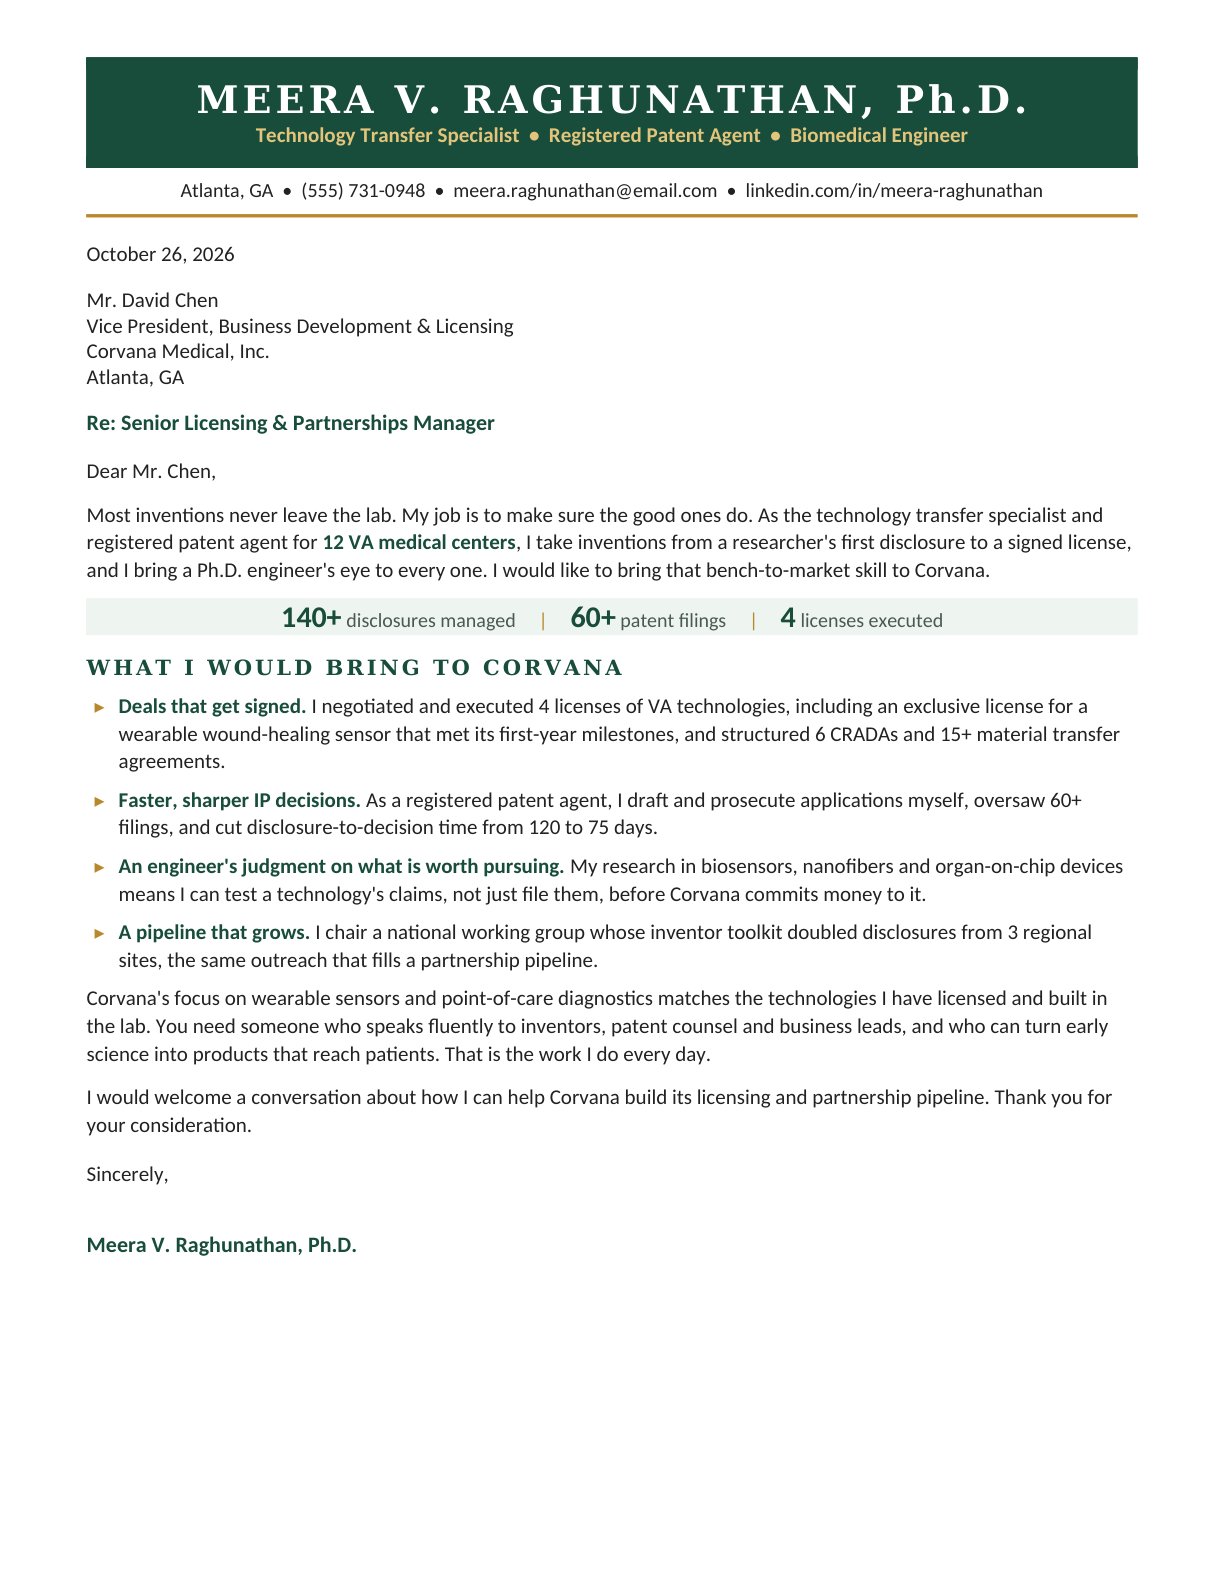 MEERA V. RAGHUNATHAN, Ph.D.
Technology Transfer Specialist ● Registered Patent Agent ● Biomedical Engineer
Atlanta, GA ● (555) 731-0948 ● meera.raghunathan@email.com ● linkedin.com/in/meera-raghunathan
October 26, 2026
Mr. David Chen
Vice President, Business Development & Licensing
Corvana Medical, Inc.
Atlanta, GA
Re: Senior Licensing & Partnerships Manager
Dear Mr. Chen,
Most inventions never leave the lab. My job is to make sure the good ones do. As the technology transfer specialist and
registered patent agent for 12 VA medical centers, I take inventions from a researcher's first disclosure to a signed license,
and I bring a Ph.D. engineer's eye to every one. I would like to bring that bench-to-market skill to Corvana.
140+ disclosures managed | 60+ patent filings | 4 licenses executed
WHAT I WOULD BRING TO CORVANA
► Deals that get signed. I negotiated and executed 4 licenses of VA technologies, including an exclusive license for a
wearable wound-healing sensor that met its first-year milestones, and structured 6 CRADAs and 15+ material transfer
agreements.
► Faster, sharper IP decisions. As a registered patent agent, I draft and prosecute applications myself, oversaw 60+
filings, and cut disclosure-to-decision time from 120 to 75 days.
► An engineer's judgment on what is worth pursuing. My research in biosensors, nanofibers and organ-on-chip devices
means I can test a technology's claims, not just file them, before Corvana commits money to it.
► A pipeline that grows. I chair a national working group whose inventor toolkit doubled disclosures from 3 regional
sites, the same outreach that fills a partnership pipeline.
Corvana's focus on wearable sensors and point-of-care diagnostics matches the technologies I have licensed and built in
the lab. You need someone who speaks fluently to inventors, patent counsel and business leads, and who can turn early
science into products that reach patients. That is the work I do every day.
I would welcome a conversation about how I can help Corvana build its licensing and partnership pipeline. Thank you for
your consideration.
Sincerely,
Meera V. Raghunathan, Ph.D.